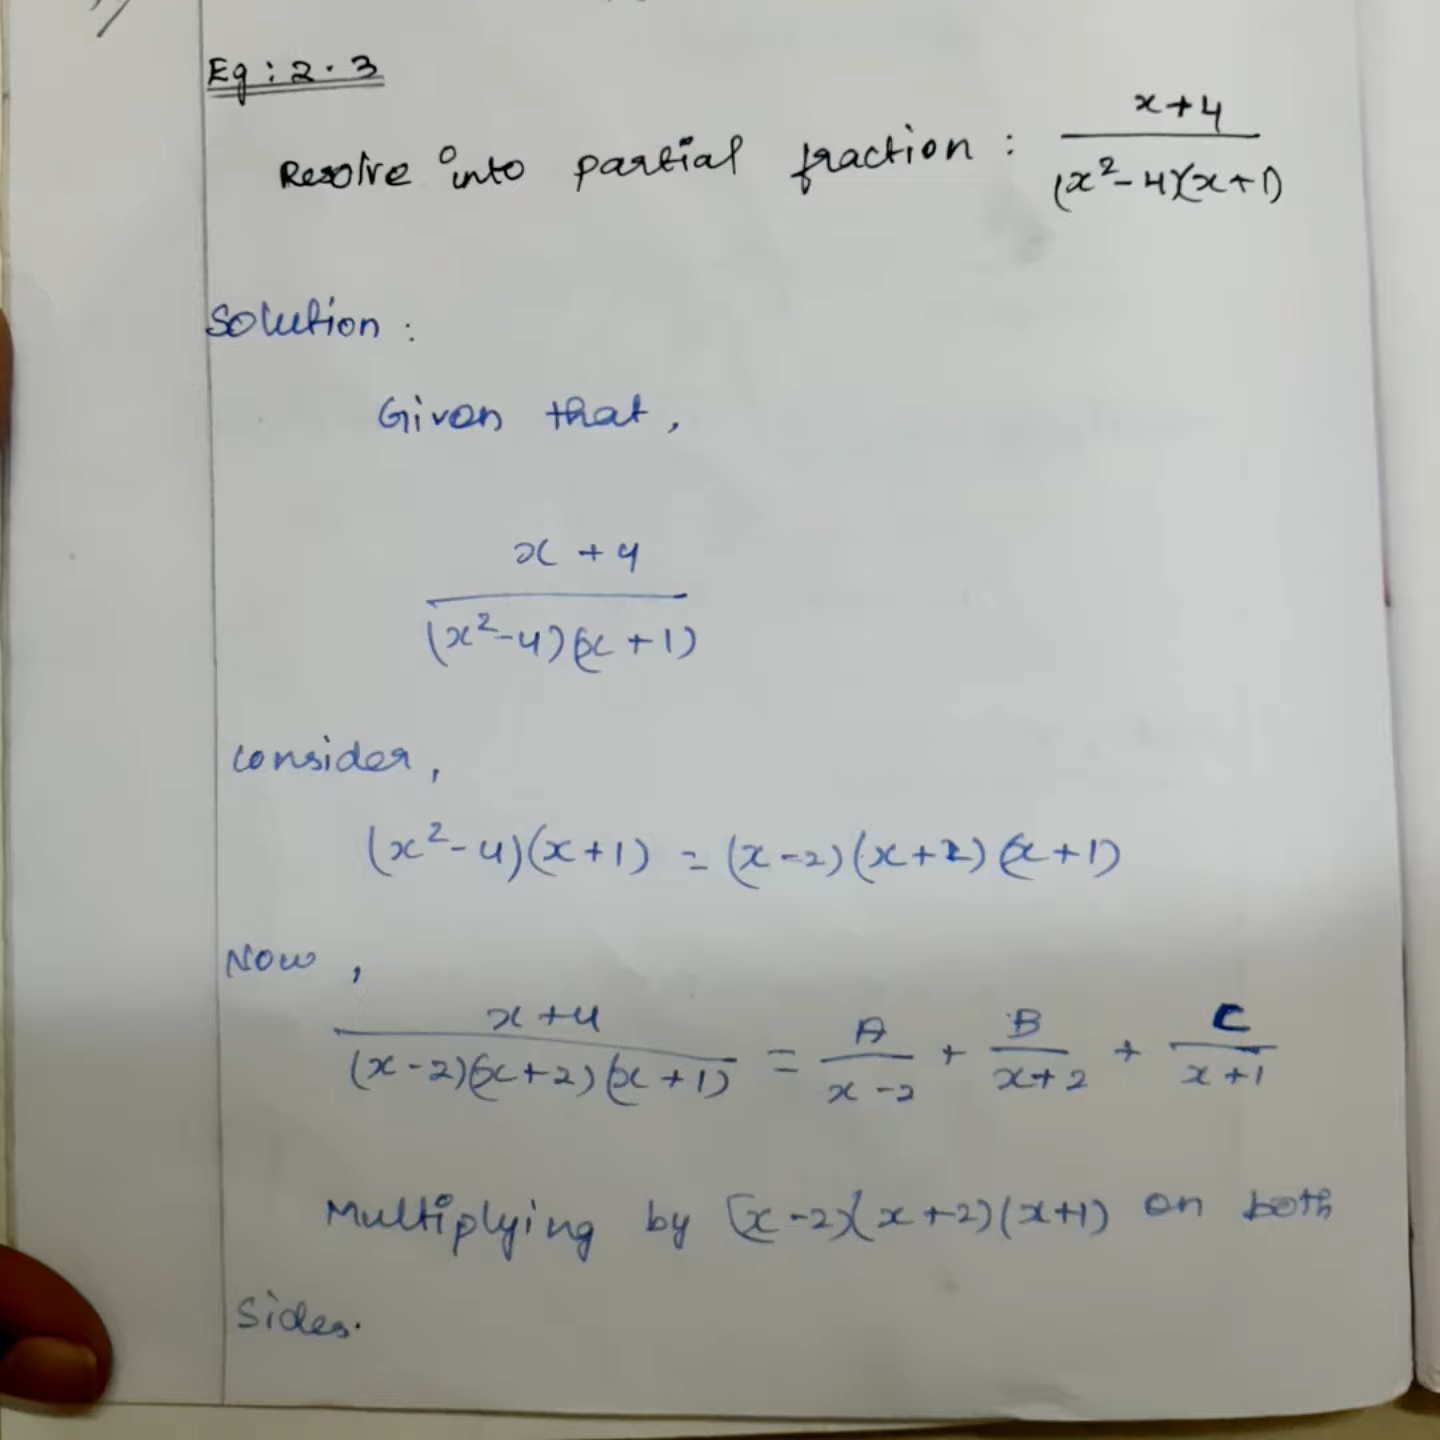 Eg : 2.3
Resolve into partial fraction : x+4 / (x²-4)(x+1)
Solution :
Given that,
x+4 / (x²-4)(x+1)
consider,
(x²-4)(x+1) = (x-2)(x+2)(x+1)
Now,
x+4 / (x-2)(x+2)(x+1) = A / x-2 + B / x+2 + C / x+1
Multiplying by (x-2)(x+2)(x+1) on both
sides.